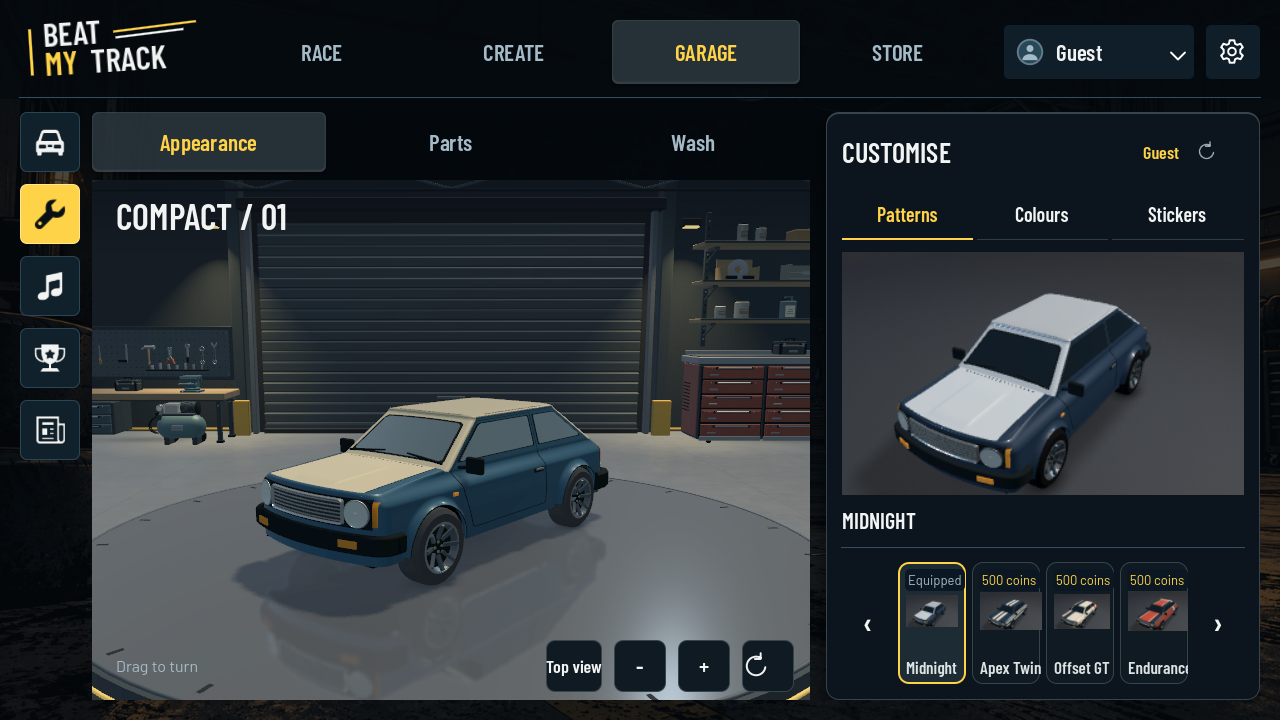 BEAT
MY TRACK
RACE
CREATE
GARAGE
STORE
Guest
Appearance
Parts
Wash
COMPACT / 01
Drag to turn
Top view
-
+
CUSTOMISE
Guest
Patterns
Colours
Stickers
MIDNIGHT
‹
Equipped
Midnight
500 coins
Apex Twin
500 coins
Offset GT
500 coins
Endurance
›